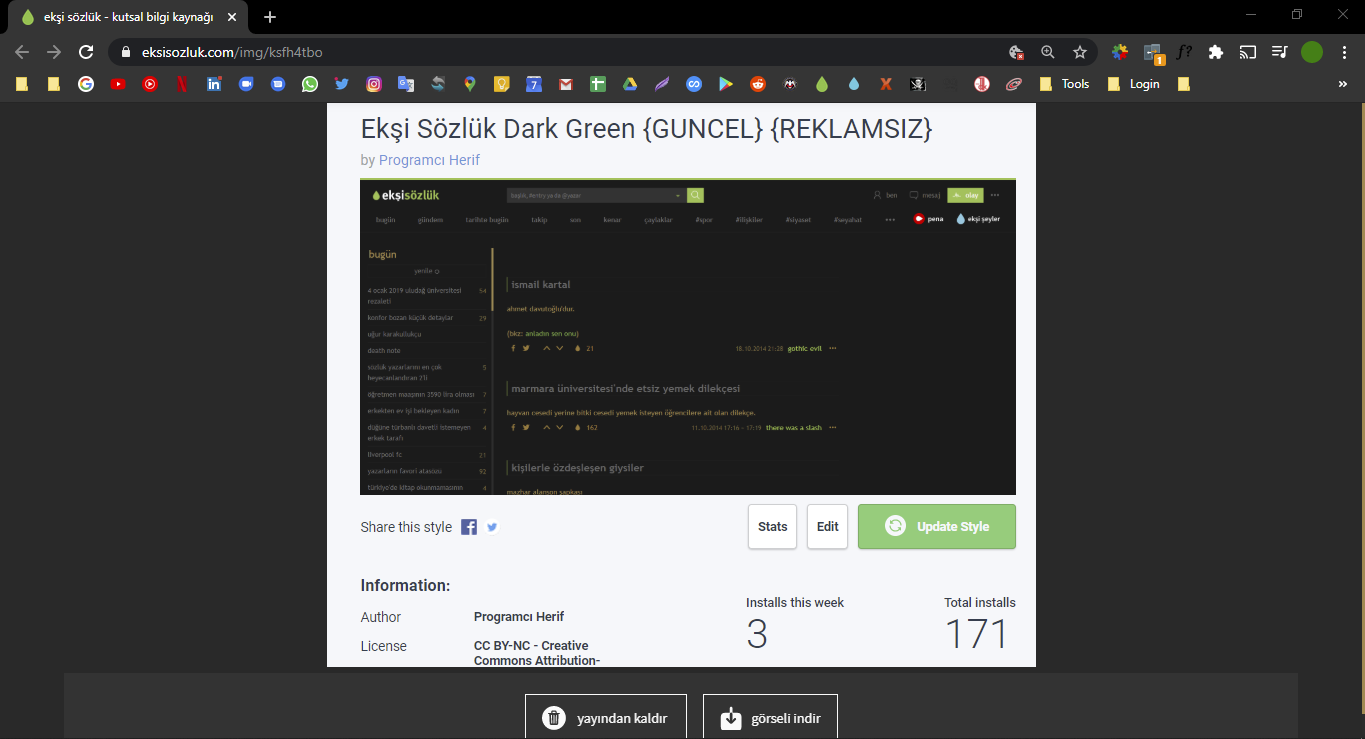 ekşi sözlük - kutsal bilgi kaynağı
eksisozluk.com/img/ksfh4tbo
f?
1
7
Tools
Login
Ekşi Sözlük Dark Green {GUNCEL} {REKLAMSIZ}
by Programcı Herif
ekşisözlük
başlık, #entry ya da @yazar
ben
mesaj
olay
bugün
gündem
tarihte bugün
takip
son
kenar
çaylaklar
#spor
#ilişkiler
#siyaset
#seyahat
pena
ekşi şeyler
bugün
yenile
4 ocak 2019 uludağ üniversitesi 54
rezaleti
konfor bozan küçük detaylar 29
uğur karakullukçu
death note
sözlük yazarlarını en çok 5
heyecanlandıran 2'li
öğretmen maaşının 3590 lira olması 7
erkekten ev işi bekleyen kadın 7
düğüne türbanlı davetli istemeyen 4
erkek tarafı
liverpool fc 21
yazarların favori atasözü 92
türkiye'de kitap okunmamasının 4
ismail kartal
ahmet davutoğlu'dur.
(bkz: anladın sen onu)
21
18.10.2014 21:28 gothic evil
marmara üniversitesi'nde etsiz yemek dilekçesi
hayvan cesedi yerine bitki cesedi yemek isteyen öğrencilere ait olan dilekçe.
162
11.10.2014 17:16 - 17:19 there was a stash
kişilerle özdeşleşen giysiler
mazhar alanson şapkası
Share this style
Stats
Edit
Update Style
Information:
Author Programcı Herif
License CC BY-NC - Creative
Commons Attribution-
Installs this week
3
Total installs
171
yayından kaldır
görseli indir